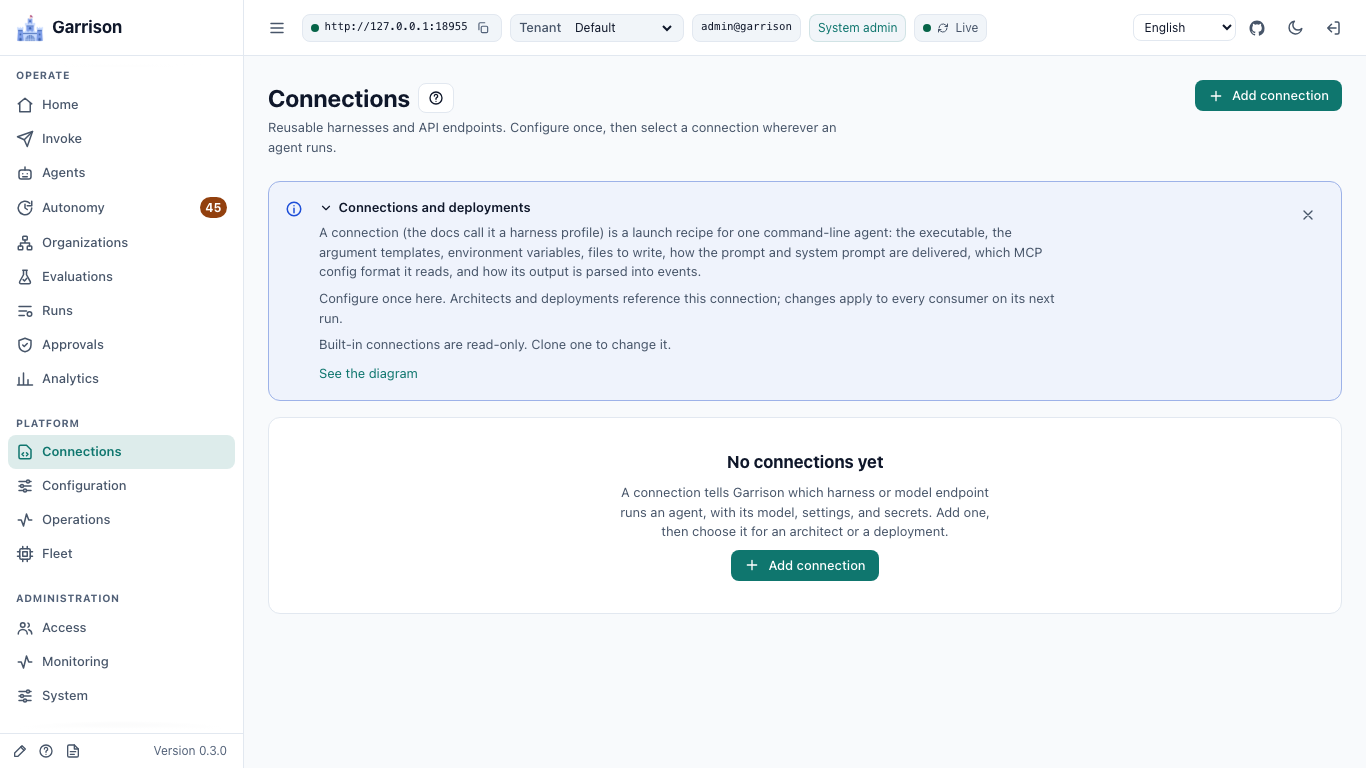 Garrison
http://127.0.0.1:18955
Tenant Default
admin@garrison
System admin
Live
English
OPERATE
Home
Invoke
Agents
Autonomy 45
Organizations
Evaluations
Runs
Approvals
Analytics
PLATFORM
Connections
Configuration
Operations
Fleet
ADMINISTRATION
Access
Monitoring
System
Version 0.3.0
Connections
Add connection
Reusable harnesses and API endpoints. Configure once, then select a connection wherever an
agent runs.
Connections and deployments
A connection (the docs call it a harness profile) is a launch recipe for one command-line agent: the executable, the
argument templates, environment variables, files to write, how the prompt and system prompt are delivered, which MCP
config format it reads, and how its output is parsed into events.
Configure once here. Architects and deployments reference this connection; changes apply to every consumer on its next
run.
Built-in connections are read-only. Clone one to change it.
See the diagram
No connections yet
A connection tells Garrison which harness or model endpoint
runs an agent, with its model, settings, and secrets. Add one,
then choose it for an architect or a deployment.
Add connection